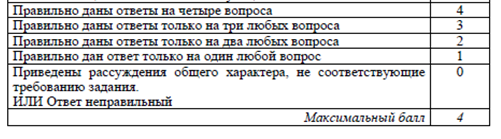 Правильно даны ответы на четыре вопроса 4
Правильно даны ответы только на три любых вопроса 3
Правильно даны ответы только на два любых вопроса 2
Правильно дан ответ только на один любой вопрос 1
Приведены рассуждения общего характера, не соответствующие 0
требованию задания.
ИЛИ Ответ неправильный
Максимальный балл 4